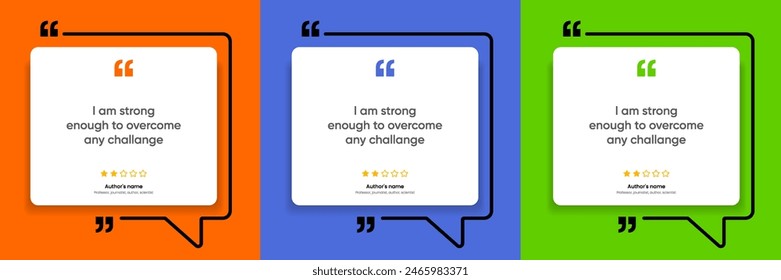 I am strong
enough to overcome
any challange
Author's name
Professor, journalist, author, scientist
I am strong
enough to overcome
any challange
Author's name
Professor, journalist, author, scientist
I am strong
enough to overcome
any challange
Author's name
Professor, journalist, author, scientist
shutterstock.com · 2465983371